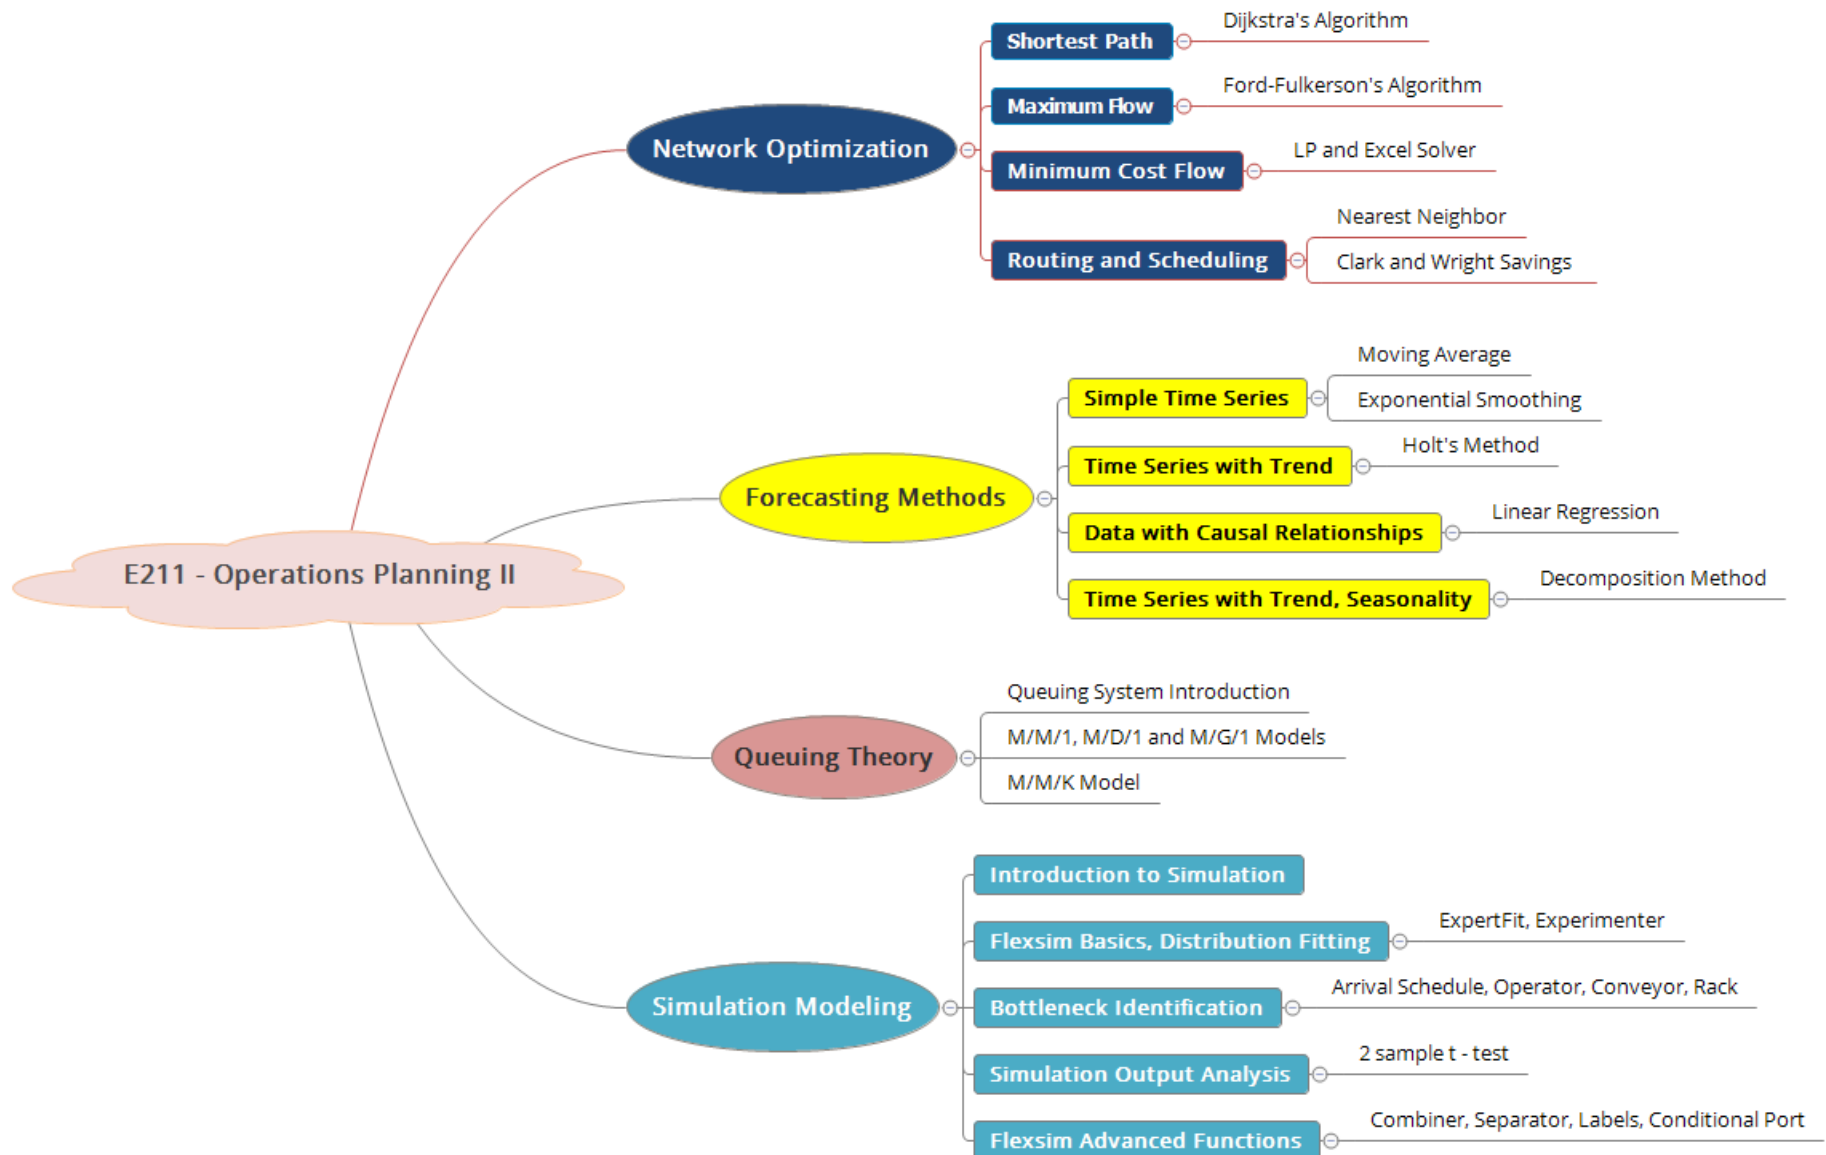 E211 - Operations Planning II
Network Optimization
Shortest Path
Dijkstra's Algorithm
Maximum Flow
Ford-Fulkerson's Algorithm
Minimum Cost Flow
LP and Excel Solver
Routing and Scheduling
Nearest Neighbor
Clark and Wright Savings
Forecasting Methods
Simple Time Series
Moving Average
Exponential Smoothing
Time Series with Trend
Holt's Method
Data with Causal Relationships
Linear Regression
Time Series with Trend, Seasonality
Decomposition Method
Queuing Theory
Queuing System Introduction
M/M/1, M/D/1 and M/G/1 Models
M/M/K Model
Simulation Modeling
Introduction to Simulation
Flexsim Basics, Distribution Fitting
ExpertFit, Experimenter
Bottleneck Identification
Arrival Schedule, Operator, Conveyor, Rack
Simulation Output Analysis
2 sample t - test
Flexsim Advanced Functions
Combiner, Separator, Labels, Conditional Port